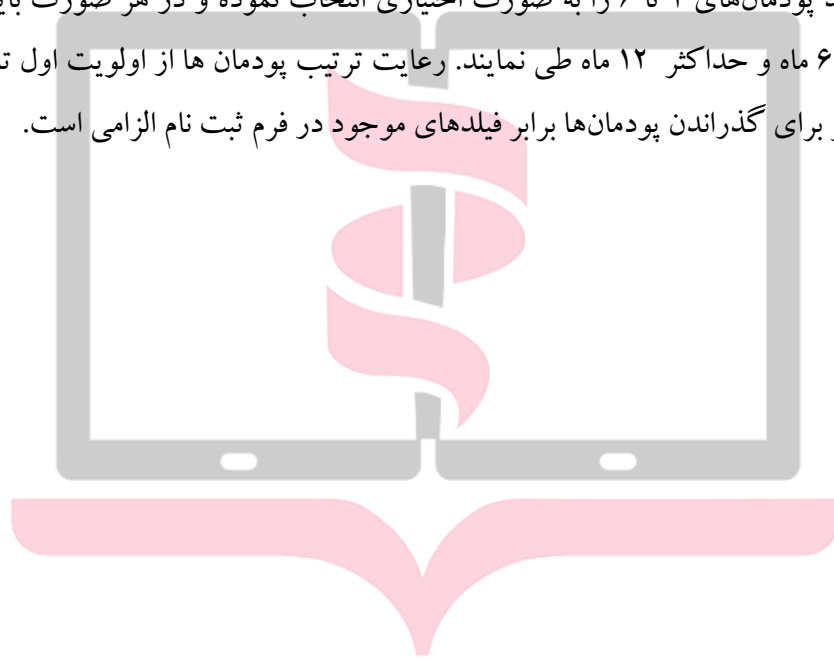 پودمان‌های ۱ تا ۶ را به صورت اختیاری انتخاب نموده و در هر صورت
۶ ماه و حداکثر ۱۲ ماه طی نمایند. رعایت ترتیب پودمان ها از اولویت اول
برای گذراندن پودمان‌ها برابر فیلدهای موجود در فرم ثبت نام الزامی است.